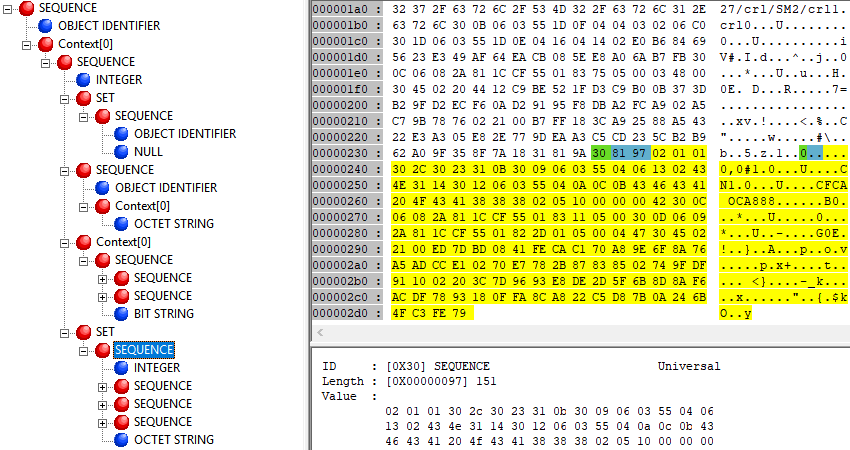 SEQUENCE
OBJECT IDENTIFIER
Context[0]
SEQUENCE
INTEGER
SET
SEQUENCE
OBJECT IDENTIFIER
NULL
SEQUENCE
OBJECT IDENTIFIER
Context[0]
OCTET STRING
Context[0]
SEQUENCE
SEQUENCE
SEQUENCE
BIT STRING
SET
SEQUENCE
INTEGER
SEQUENCE
SEQUENCE
SEQUENCE
OCTET STRING
000001a0 : 32 37 2F 63 72 6C 2F 53 4D 32 2F 63 72 6C 31 2E 27/crl/SM2/crl1.
000001b0 : 63 72 6C 30 0B 06 03 55 1D 0F 04 04 03 02 06 C0 crl0...U........
000001c0 : 30 1D 06 03 55 1D 0E 04 16 04 14 02 E0 B6 84 69 0...U..........i
000001d0 : 56 23 E3 49 AF 64 EA CB 08 5E E8 A0 6A B7 FB 30 V#.I.d...^..j..0
000001e0 : 0C 06 08 2A 81 1C CF 55 01 83 75 05 00 03 48 00 ...*...U..u...H.
000001f0 : 30 45 02 20 44 12 C9 BE 52 1F D3 C9 B0 0B 37 3D 0E. D...R.....7=
00000200 : B2 9F D2 EC F6 0A D2 91 95 F8 DB A2 FC A9 02 A5 ................
00000210 : C7 9B 78 76 02 21 00 B7 FF 18 3C A9 25 88 A5 43 ..xv.!....<.%..C
00000220 : 22 E3 A3 05 E8 2E 77 9D EA A3 C5 CD 23 5C B2 B9 ".....w.....#\..
00000230 : 62 A0 9F 35 8F 7A 18 31 81 9A 30 81 97 02 01 01 b..5.z.1..0.....
00000240 : 30 2C 30 23 31 0B 30 09 06 03 55 04 06 13 02 43 0,0#1.0...U....C
00000250 : 4E 31 14 30 12 06 03 55 04 0A 0C 0B 43 46 43 41 N1.0...U....CFCA
00000260 : 20 4F 43 41 38 38 38 02 05 10 00 00 00 42 30 0C OCA888......B0.
00000270 : 06 08 2A 81 1C CF 55 01 83 11 05 00 30 0D 06 09 ..*...U.....0...
00000280 : 2A 81 1C CF 55 01 82 2D 01 05 00 04 47 30 45 02 *...U..-....G0E.
00000290 : 21 00 ED 7D BD 08 41 FE CA C1 70 A8 9E 6F 8A 76 !..}..A...p..o.v
000002a0 : A5 AD CC E1 02 70 E7 78 2B 87 83 85 02 74 9F DF .....p.x+....t..
000002b0 : 91 10 02 20 3C 7D 96 93 E8 DE 2D 5F 6B 8D 8A F6 ... <}....-_k...
000002c0 : AC DF 78 93 18 0F FA 8C A8 22 C5 D8 7B 0A 24 6B ..x......"..{.$k
000002d0 : 4F C3 FE 79 O..y
ID : [0X30] SEQUENCE Universal
Length : [0X00000097] 151
Value :
02 01 01 30 2c 30 23 31 0b 30 09 06 03 55 04 06
13 02 43 4e 31 14 30 12 06 03 55 04 0a 0c 0b 43
46 43 41 20 4f 43 41 38 38 38 02 05 10 00 00 00